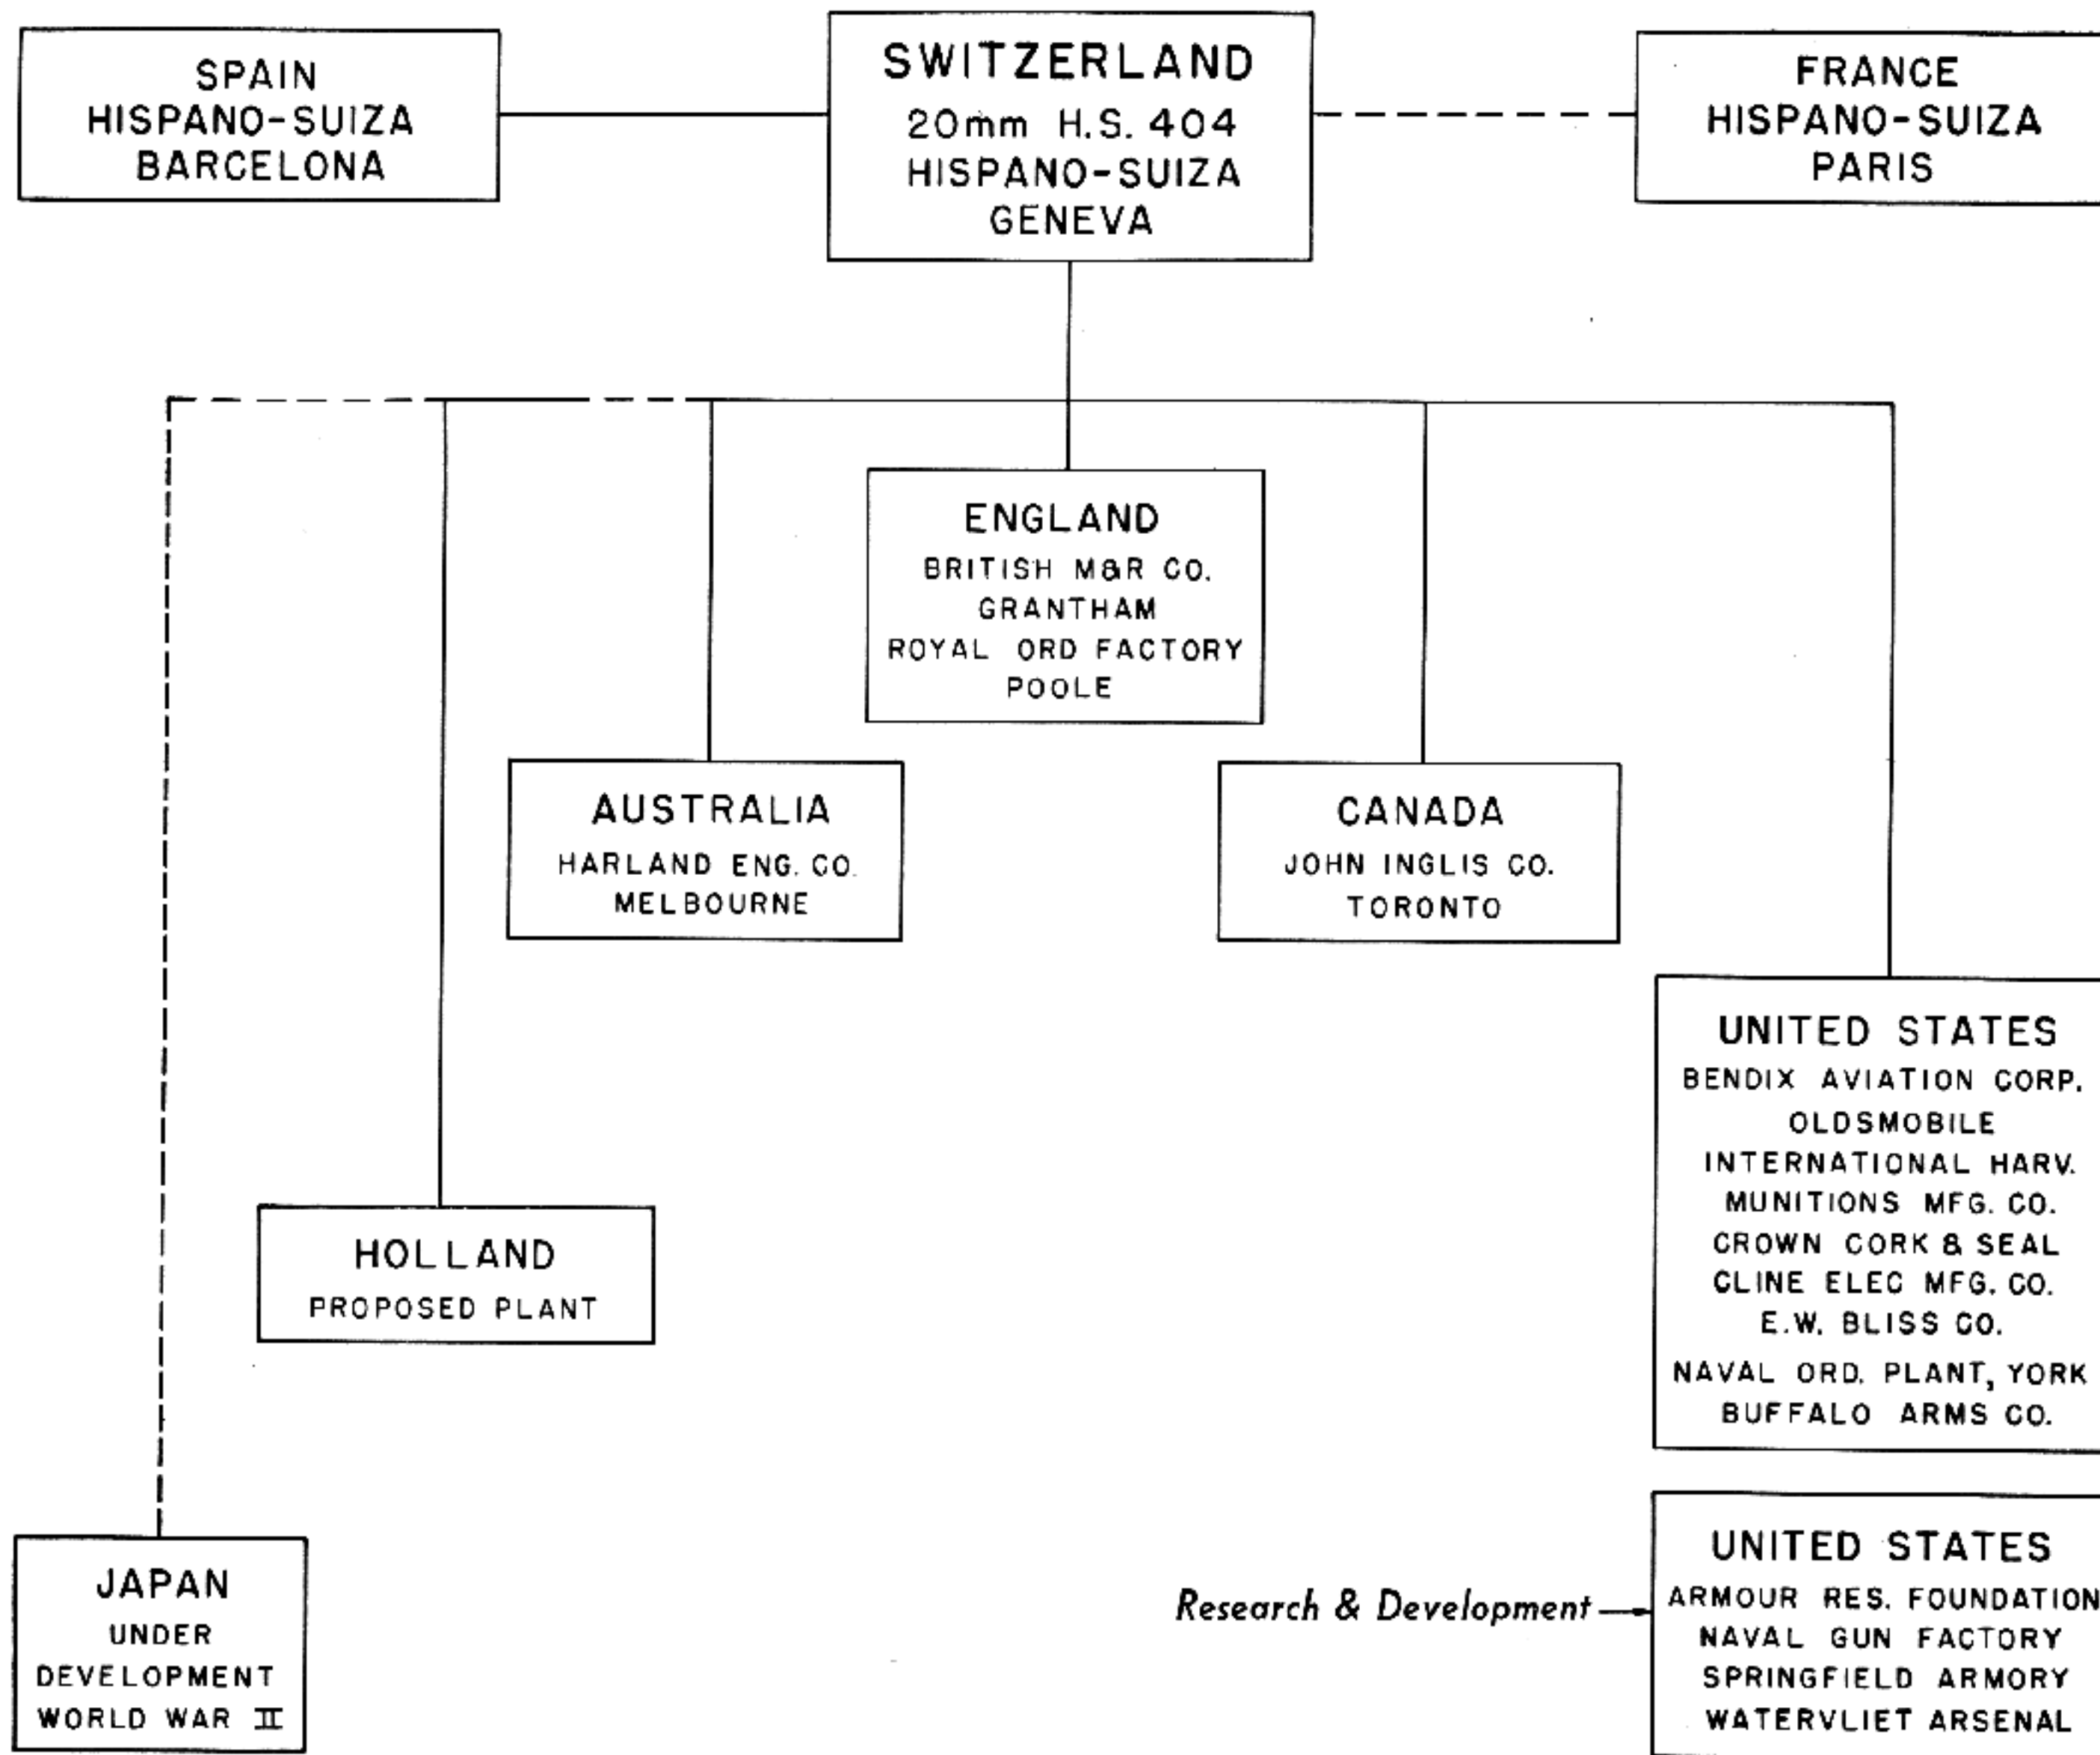 SPAIN
HISPANO-SUIZA
BARCELONA
SWITZERLAND
20mm H.S. 404
HISPANO-SUIZA
GENEVA
FRANCE
HISPANO-SUIZA
PARIS
ENGLAND
BRITISH M&R CO.
GRANTHAM
ROYAL ORD FACTORY
POOLE
AUSTRALIA
HARLAND ENG. CO.
MELBOURNE
CANADA
JOHN INGLIS CO.
TORONTO
UNITED STATES
BENDIX AVIATION CORP.
OLDSMOBILE
INTERNATIONAL HARV.
MUNITIONS MFG. CO.
CROWN CORK & SEAL
CLINE ELEC MFG. CO.
E.W. BLISS CO.
NAVAL ORD. PLANT, YORK
BUFFALO ARMS CO.
HOLLAND
PROPOSED PLANT
JAPAN
UNDER
DEVELOPMENT
WORLD WAR II
Research & Development
UNITED STATES
ARMOUR RES. FOUNDATION
NAVAL GUN FACTORY
SPRINGFIELD ARMORY
WATERVLIET ARSENAL